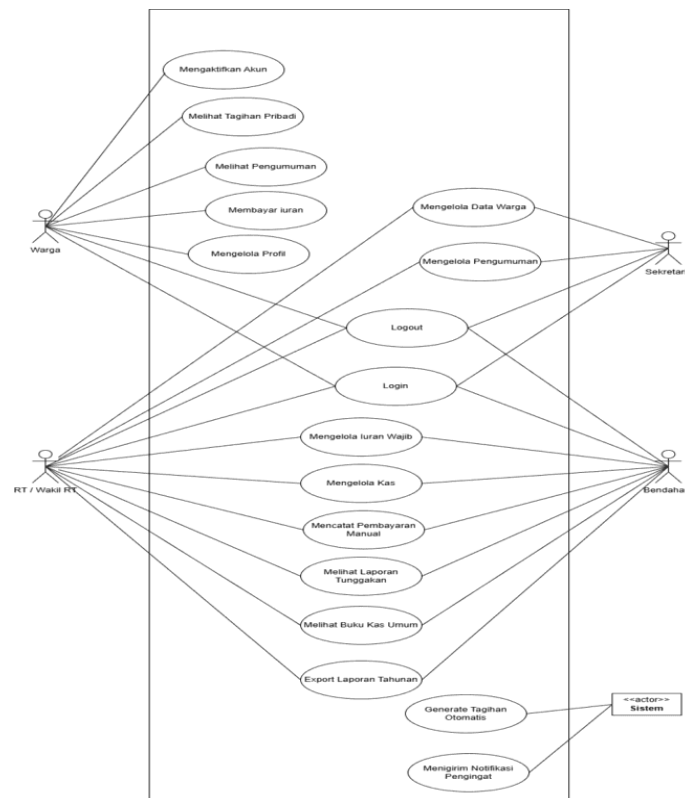 Mengaktifkan Akun
Melihat Tagihan Pribadi
Melihat Pengumuman
Membayar iuran
Mengelola Profil
Warga
Mengelola Data Warga
Mengelola Pengumuman
Sekretari
Logout
Login
Mengelola Iuran Wajib
Mengelola Kas
RT / Wakil RT
Bendaha
Mencatat Pembayaran
Manual
Melihat Laporan
Tunggakan
Melihat Buku Kas Umum
Export Laporan Tahunan
Generate Tagihan
Otomatis
<<actor>>
Sistem
Menigirim Notifikasi
Pengingat